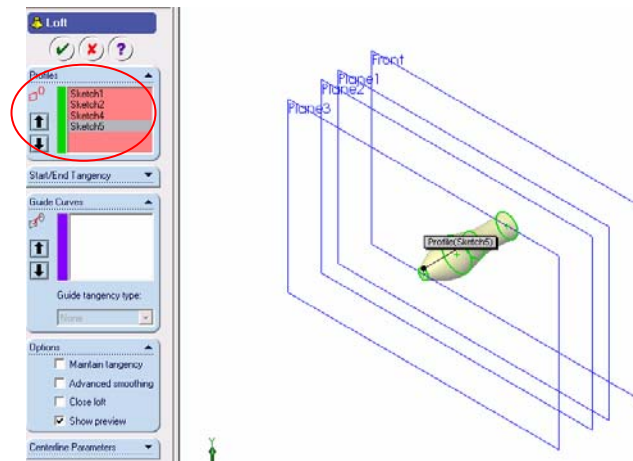 Loft
?
Profiles
Sketch1
Sketch2
Sketch4
Sketch5
Start/End Tangency
Guide Curves
Guide tangency type:
None
Options
Maintain tangency
Advanced smoothing
Close loft
Show preview
Centerline Parameters
Front
Plane1
Plane2
Plane3
Profile(Sketch5)
Y